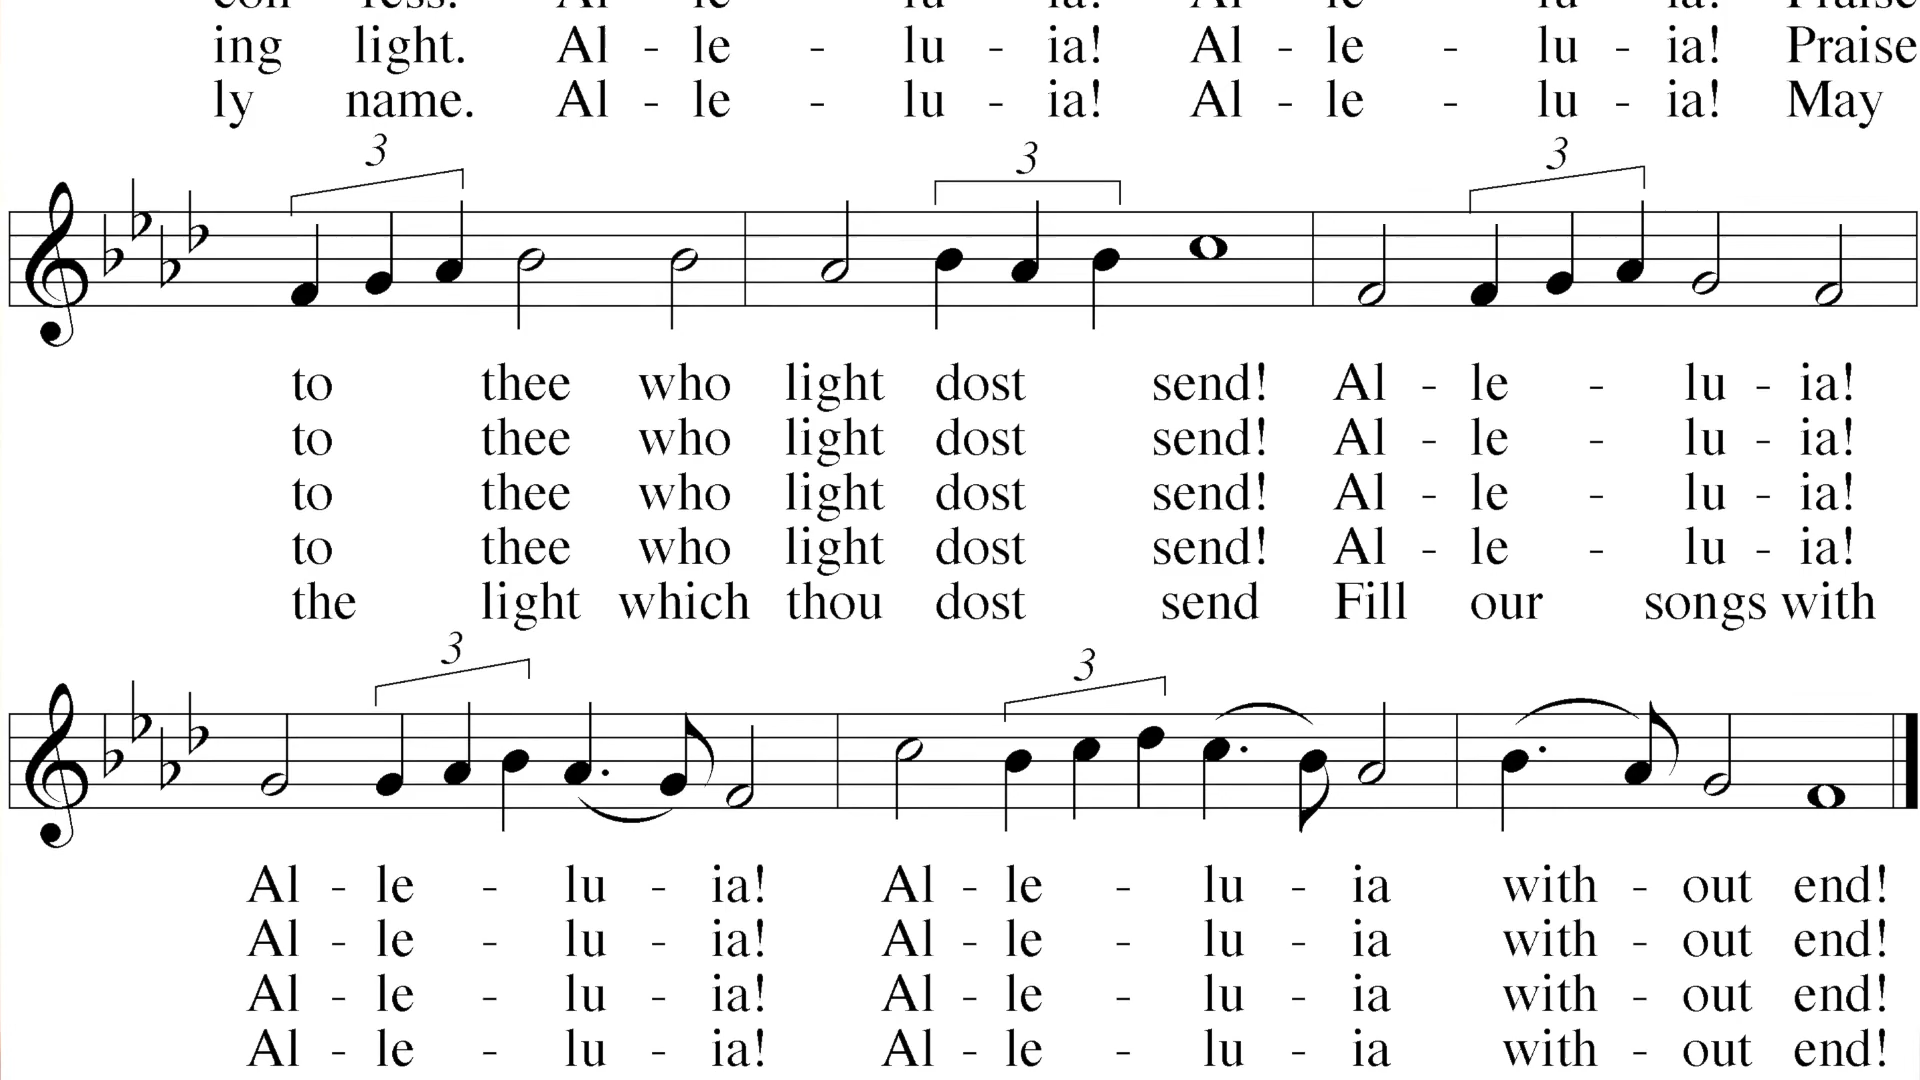 ing light. Al - le - lu - ia! Al - le - lu - ia! Praise
ly name. Al - le - lu - ia! Al - le - lu - ia! May
3 3 3
to thee who light dost send! Al - le - lu - ia!
to thee who light dost send! Al - le - lu - ia!
to thee who light dost send! Al - le - lu - ia!
to thee who light dost send! Al - le - lu - ia!
the light which thou dost send Fill our songs with
3 3
Al - le - lu - ia! Al - le - lu - ia with - out end!
Al - le - lu - ia! Al - le - lu - ia with - out end!
Al - le - lu - ia! Al - le - lu - ia with - out end!
Al - le - lu - ia! Al - le - lu - ia with - out end!